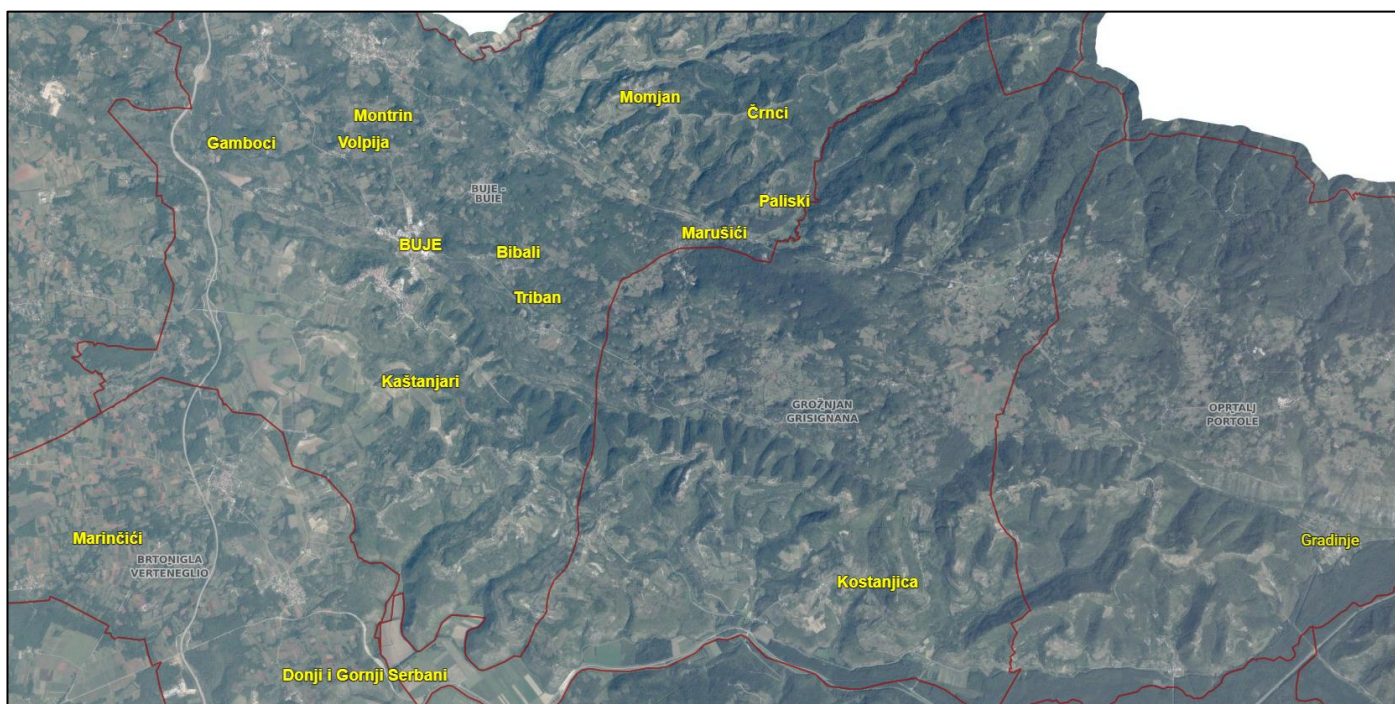 Momjan
Črnci
Montrin
Gamboci
Volpija
BUJE -
BUIE
Paliski
Marušići
BUJE
Bibali
Triban
Kaštanjari
GROŽNJAN
GRISIGNANA
OPRTALJ
PORTOLE
Marinčići
Gradinje
BRTONIGLA
VERTENEGLIO
Kostanjica
Donji i Gornji Serbani